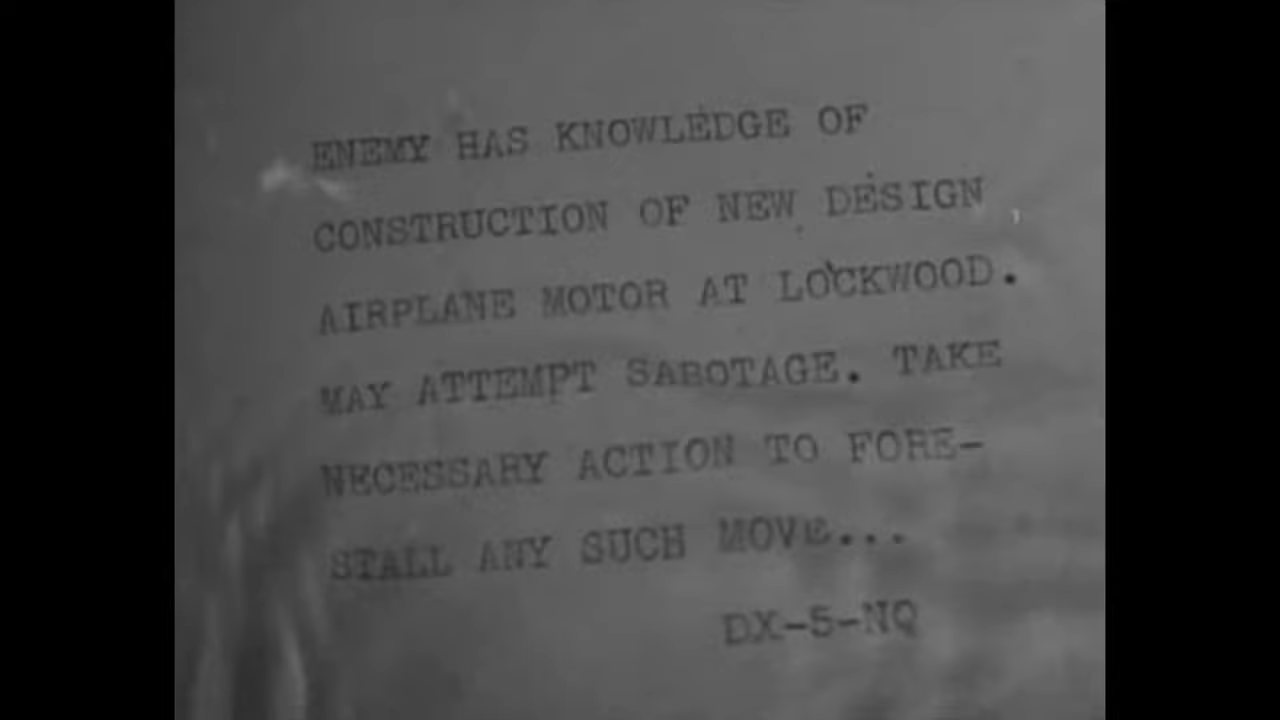 ENEMY HAS KNOWLEDGE OF
CONSTRUCTION OF NEW DESIGN
AIRPLANE MOTOR AT LOCKWOOD.
MAY ATTEMPT SABOTAGE. TAKE
NECESSARY ACTION TO FORE-
STALL ANY SUCH MOVE...
DX-5-NQ